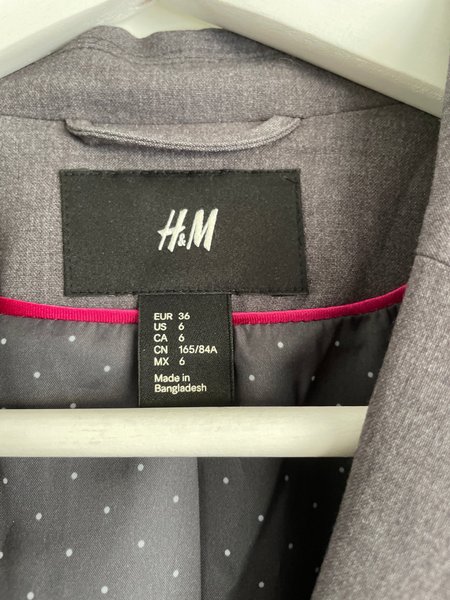 H&M
EUR 36
US 6
CA 6
CN 165/84A
MX 6
Made in
Bangladesh